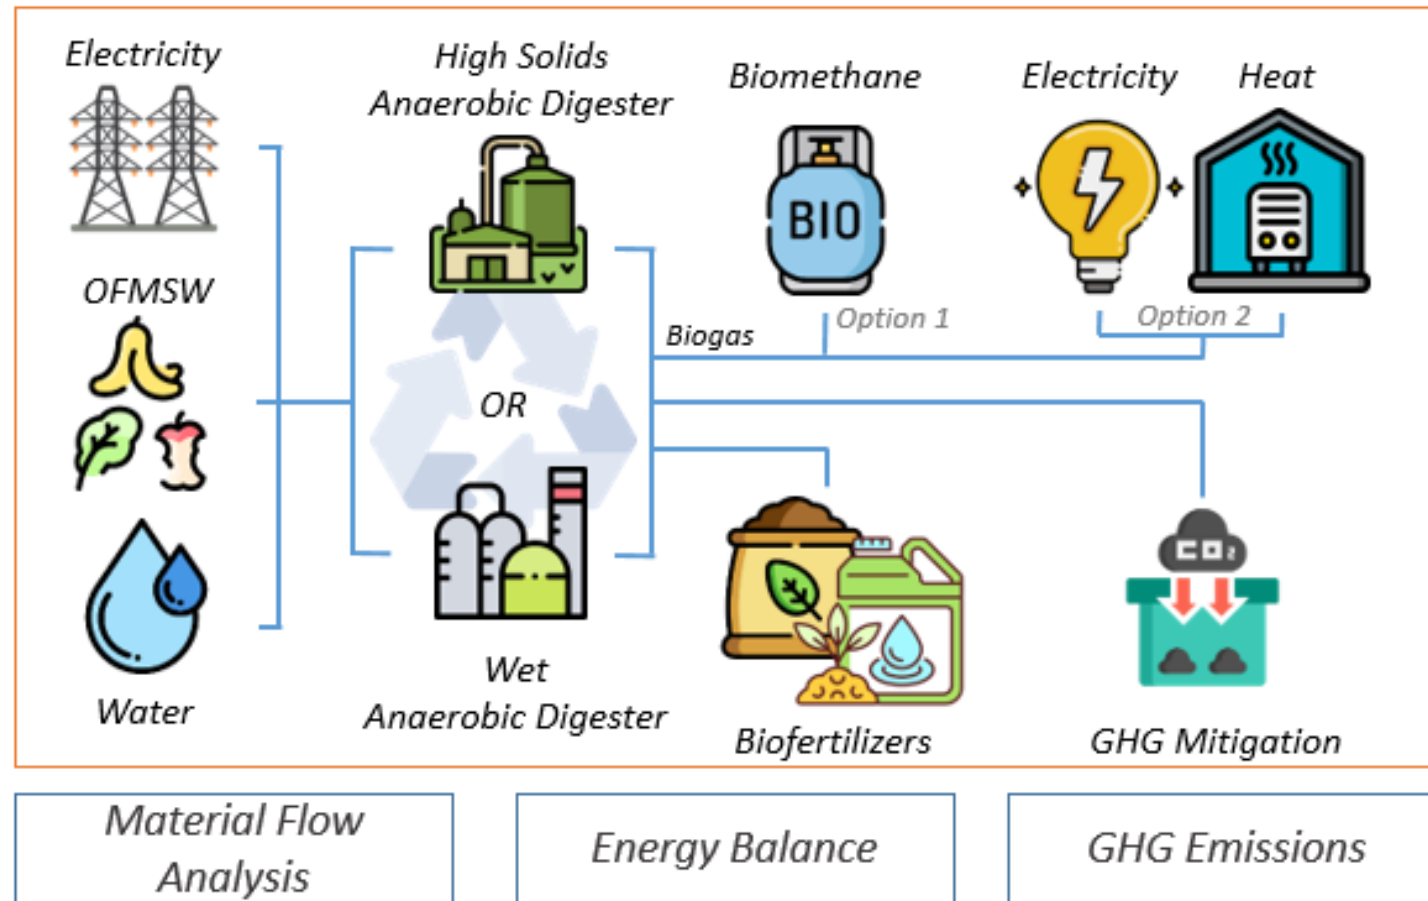 Electricity
OFMSW
Water
High Solids
Anaerobic Digester
OR
Wet
Anaerobic Digester
Biogas
Biomethane
BIO
Option 1
Electricity
Heat
Option 2
Biofertilizers
CO₂
GHG Mitigation
Material Flow
Analysis
Energy Balance
GHG Emissions